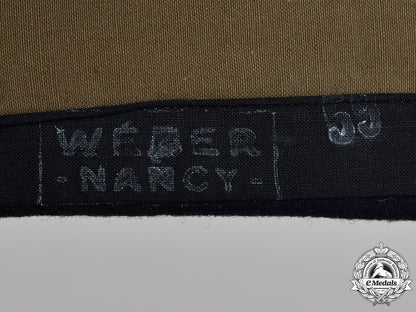 WEBER
- NANCY -
55
eMedals